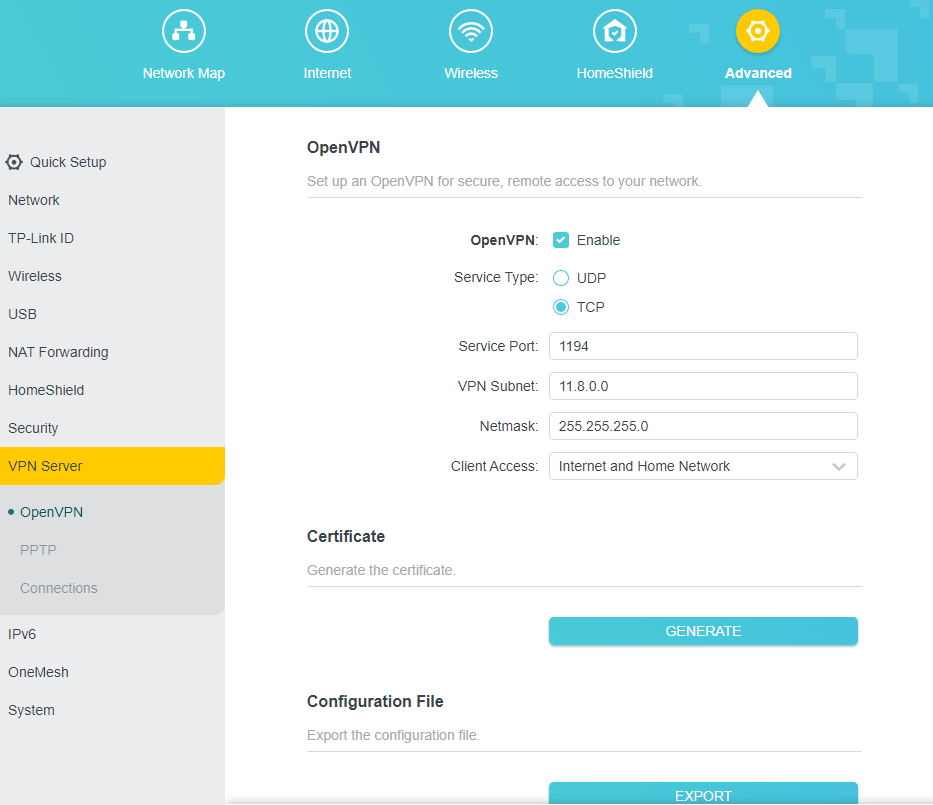 Network Map
Internet
Wireless
HomeShield
Advanced
Quick Setup
Network
TP-Link ID
Wireless
USB
NAT Forwarding
HomeShield
Security
VPN Server
OpenVPN
PPTP
Connections
IPv6
OneMesh
System
OpenVPN
Set up an OpenVPN for secure, remote access to your network.
OpenVPN: Enable
Service Type: UDP
TCP
Service Port: 1194
VPN Subnet: 11.8.0.0
Netmask: 255.255.255.0
Client Access: Internet and Home Network
Certificate
Generate the certificate.
GENERATE
Configuration File
Export the configuration file.
EXPORT